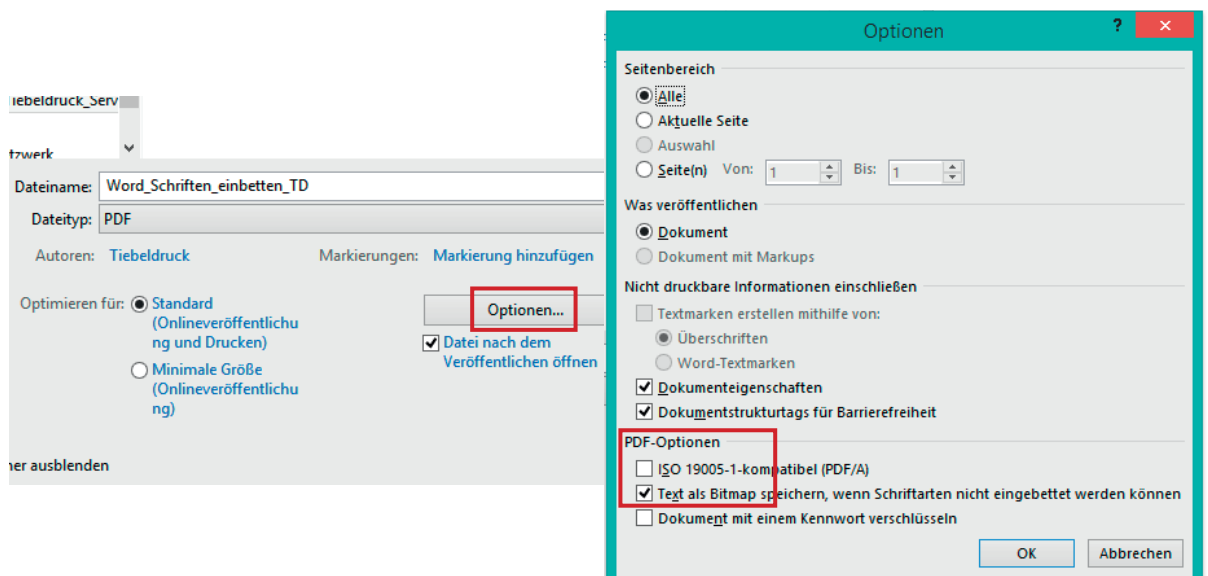 iebeldruck_Serv
tzwerk
Dateiname: Word_Schriften_einbetten_TD
Dateityp: PDF
Autoren: Tiebeldruck Markierungen: Markierung hinzufügen
Optimieren für: Standard
(Onlineveröffentlichu
ng und Drucken)
Minimale Größe
(Onlineveröffentlichu
ng)
Optionen...
Datei nach dem
Veröffentlichen öffnen
ner ausblenden
Optionen ? ×
Seitenbereich
Alle
Aktuelle Seite
Auswahl
Seite(n) Von: 1 Bis: 1
Was veröffentlichen
Dokument
Dokument mit Markups
Nicht druckbare Informationen einschließen
Textmarken erstellen mithilfe von:
Überschriften
Word-Textmarken
Dokumenteigenschaften
Dokumentstrukturtags für Barrierefreiheit
PDF-Optionen
ISO 19005-1-kompatibel (PDF/A)
Text als Bitmap speichern, wenn Schriftarten nicht eingebettet werden können
Dokument mit einem Kennwort verschlüsseln
OK Abbrechen